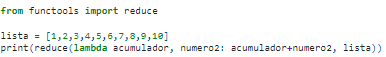 from functools import reduce
lista = [1,2,3,4,5,6,7,8,9,10]
print(reduce(lambda acumulador, numero2: acumulador+numero2, lista))